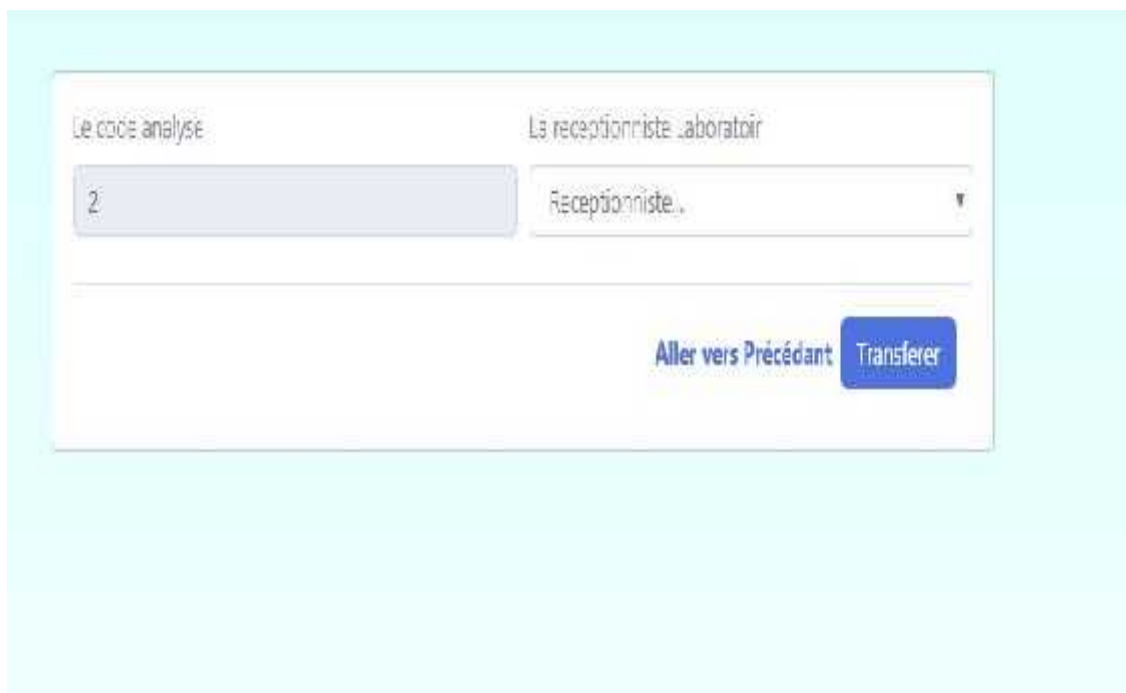 Le code analyse
La receptionniste Laboratoir
2
Receptionniste..
Aller vers Précédant
Transferer